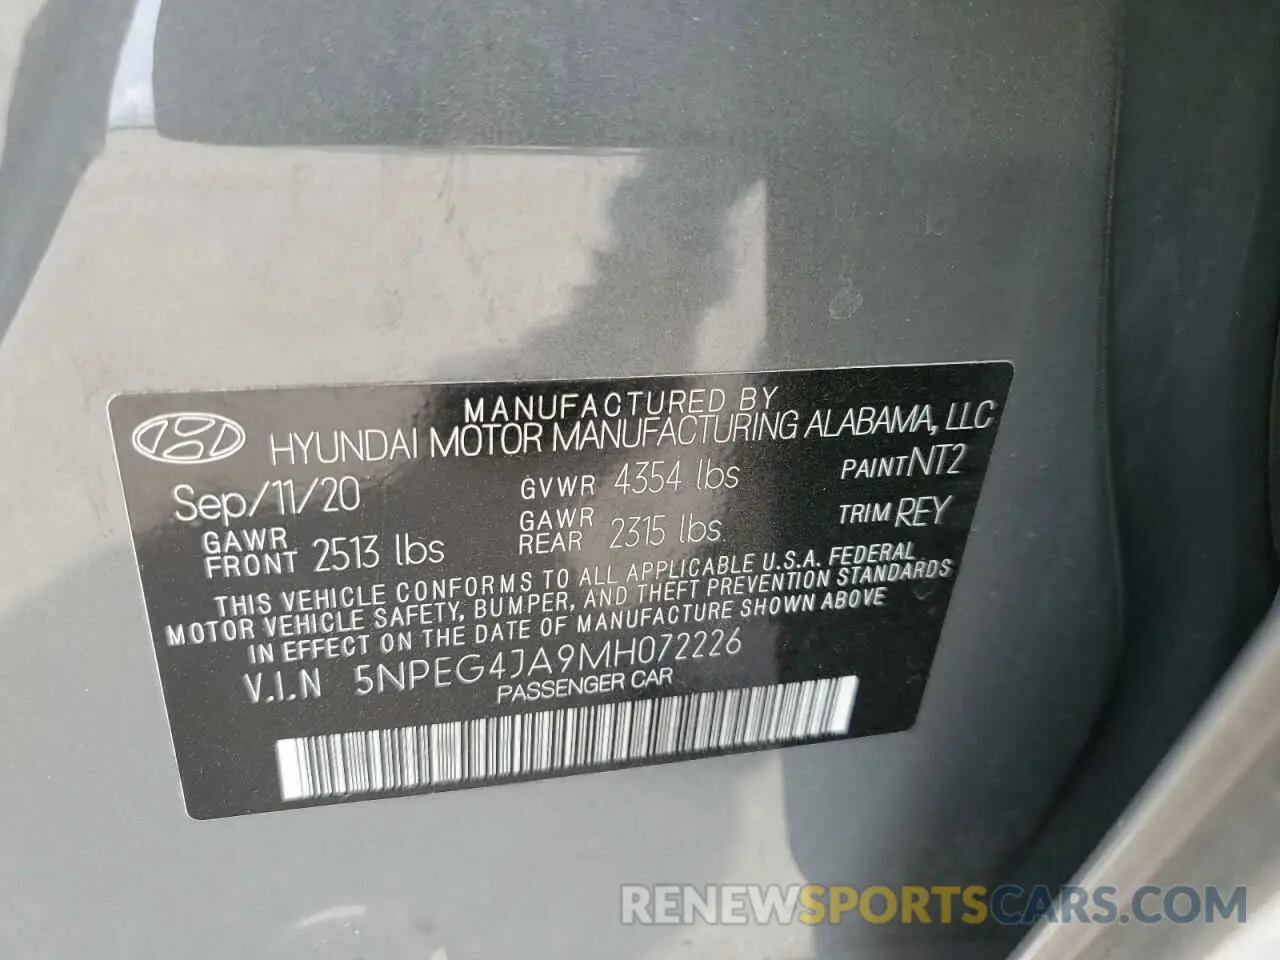 MANUFACTURED BY
HYUNDAI MOTOR MANUFACTURING ALABAMA, LLC
Sep/11/20 GVWR 4354 lbs PAINT NT2
GAWR FRONT 2513 lbs GAWR REAR 2315 lbs TRIM REY
THIS VEHICLE CONFORMS TO ALL APPLICABLE U.S.A. FEDERAL
MOTOR VEHICLE SAFETY, BUMPER, AND THEFT PREVENTION STANDARDS
IN EFFECT ON THE DATE OF MANUFACTURE SHOWN ABOVE
V.I.N 5NPEG4JA9MH072226
PASSENGER CAR
RENEWSPORTSCARS.COM